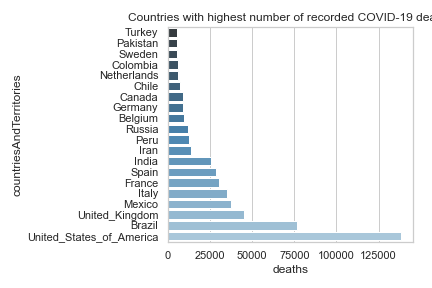 Countries with highest number of recorded COVID-19
countriesAndTerritories
Turkey
Pakistan
Sweden
Colombia
Netherlands
Chile
Canada
Germany
Belgium
Russia
Peru
Iran
India
Spain
France
Italy
Mexico
United_Kingdom
Brazil
United_States_of_America
0 25000 50000 75000 100000 125000
deaths